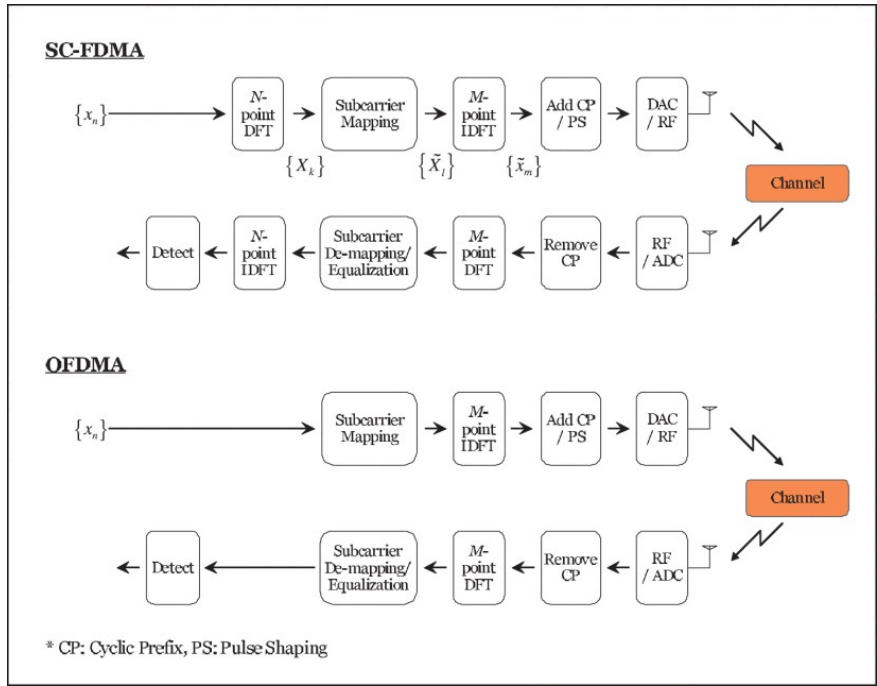 SC-FDMA
{x_n}
N-
point
DFT
Subcarrier
Mapping
M-
point
IDFT
Add CP
/ PS
DAC
/ RF
{X_k}
{X̃_l}
{x̃_m}
Channel
Detect
N-
point
IDFT
Subcarrier
De-mapping/
Equalization
M-
point
DFT
Remove
CP
RF
/ ADC
OFDMA
{x_n}
Subcarrier
Mapping
M-
point
IDFT
Add CP
/ PS
DAC
/ RF
Channel
Detect
Subcarrier
De-mapping/
Equalization
M-
point
DFT
Remove
CP
RF
/ ADC
* CP: Cyclic Prefix, PS: Pulse Shaping